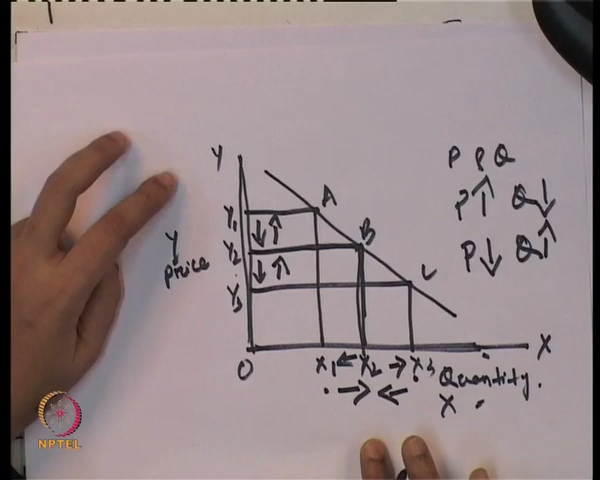 P & Q
P↑ Q↓
P↓ Q↑
Y
A
Y1 ↓ ↑
B
Y2
Y
price
↓ ↑
C
Y3
O
X1 ← X2 → X3
X
→ ←
Quantity.
X
NPTEL